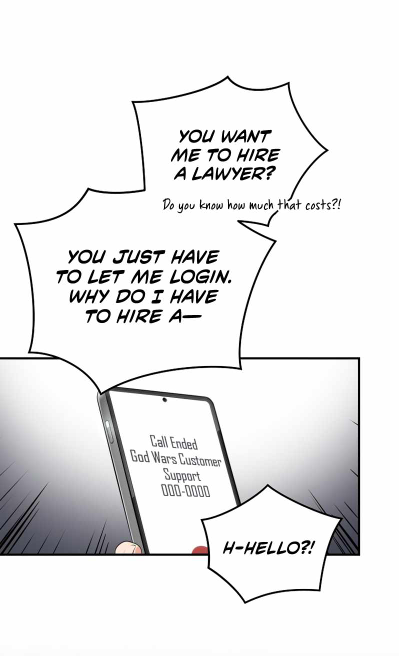 YOU WANT
ME TO HIRE
A LAWYER?
Do you know how much that costs?!
YOU JUST HAVE
TO LET ME LOGIN.
WHY DO I HAVE
TO HIRE A—
Call Ended
God Wars Customer
Support
000-0000
H-HELLO?!